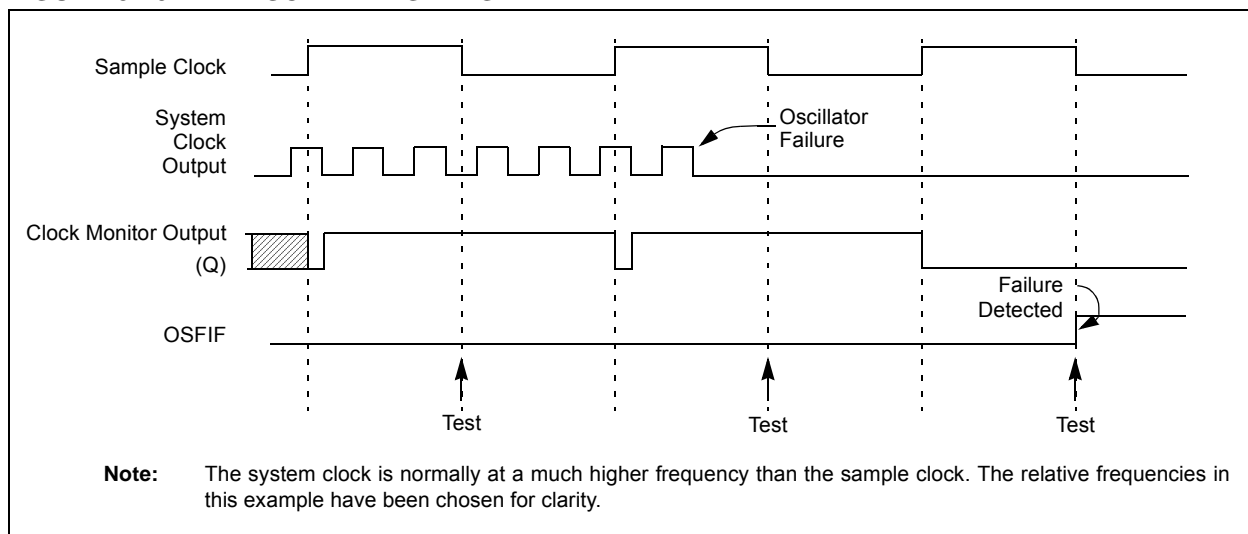 Sample Clock
System
Clock
Output
Oscillator
Failure
Clock Monitor Output
(Q)
Failure
Detected
OSFIF
Test
Test
Test
Note: The system clock is normally at a much higher frequency than the sample clock. The relative frequencies in
this example have been chosen for clarity.